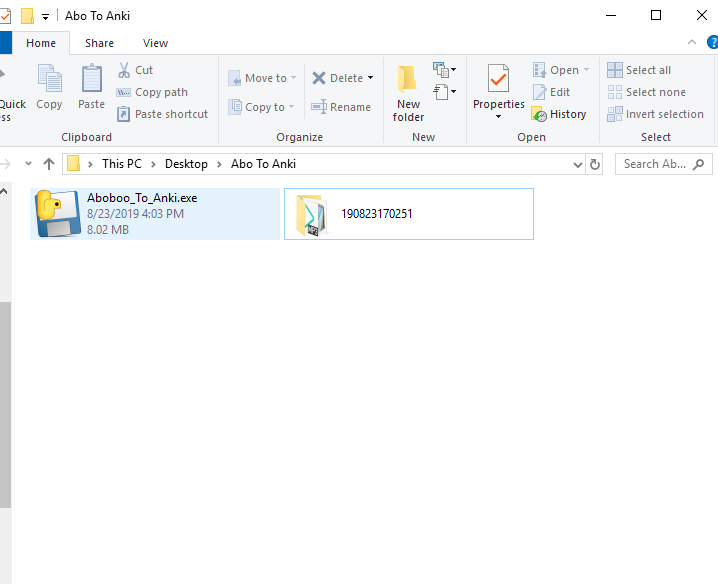 Abo To Anki
Home Share View
Quick
ess
Copy
Paste
Cut
Copy path
Paste shortcut
Clipboard
Move to
Copy to
Delete
Rename
Organize
New
folder
New
Properties
Open
Edit
History
Open
Select all
Select none
Invert selection
Select
This PC Desktop Abo To Anki
Search Ab...
Aboboo_To_Anki.exe
8/23/2019 4:03 PM
8.02 MB
190823170251